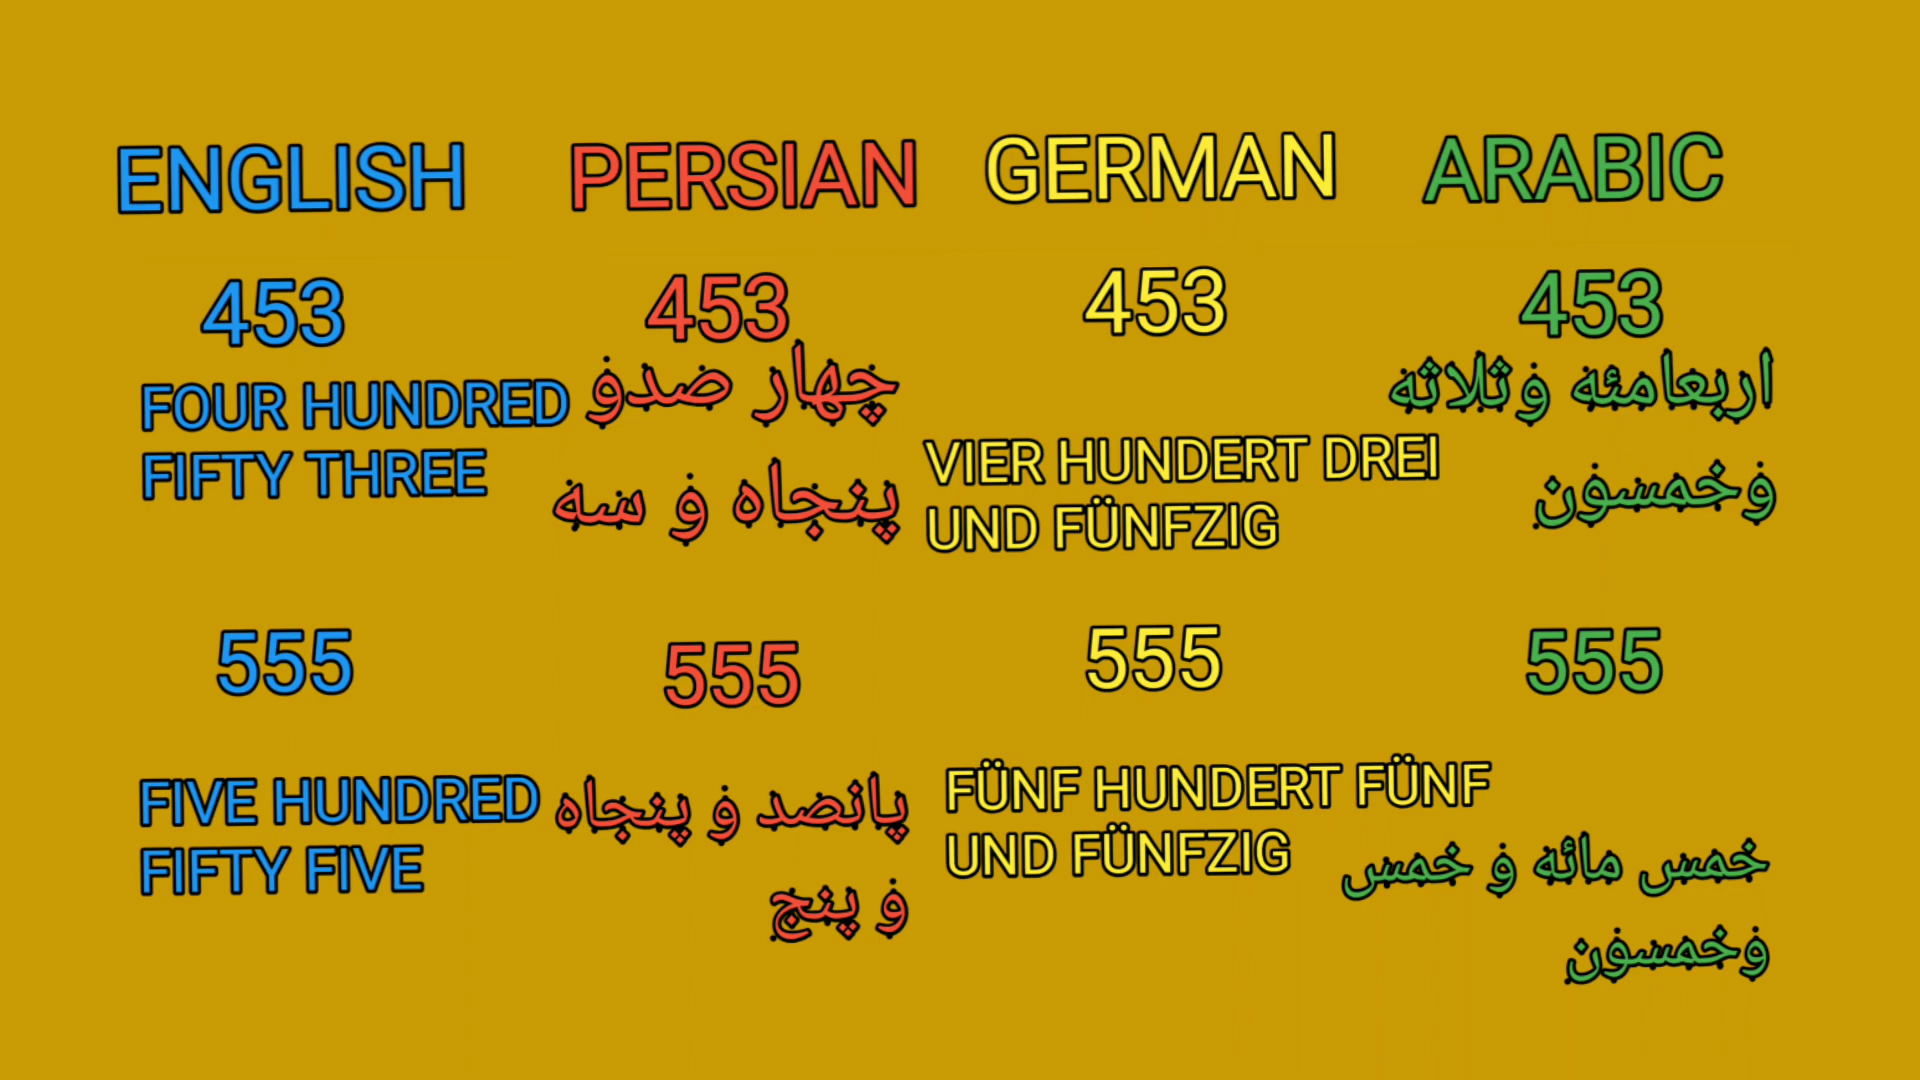 ENGLISH
PERSIAN
GERMAN
ARABIC
453
453
453
453
FOUR HUNDRED
FIFTY THREE
چهار صدو
پنجاه و سه
VIER HUNDERT DREI
UND FÜNFZIG
اربعامئه وثلاثه
وخمسون
555
555
555
555
FIVE HUNDRED
FIFTY FIVE
پانصد و پنجاه
و پنج
FÜNF HUNDERT FÜNF
UND FÜNFZIG
خمس مائه و خمس
وخمسون